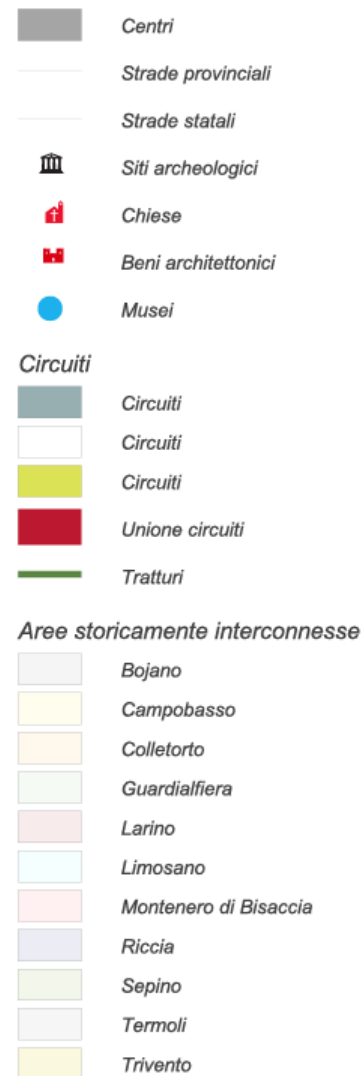 Centri
Strade provinciali
Strade statali
Siti archeologici
Chiese
Beni architettonici
Musei
Circuiti
Circuiti
Circuiti
Circuiti
Unione circuiti
Tratturi
Aree storicamente interconnesse
Bojano
Campobasso
Colletorto
Guardialfiera
Larino
Limosano
Montenero di Bisaccia
Riccia
Sepino
Termoli
Trivento